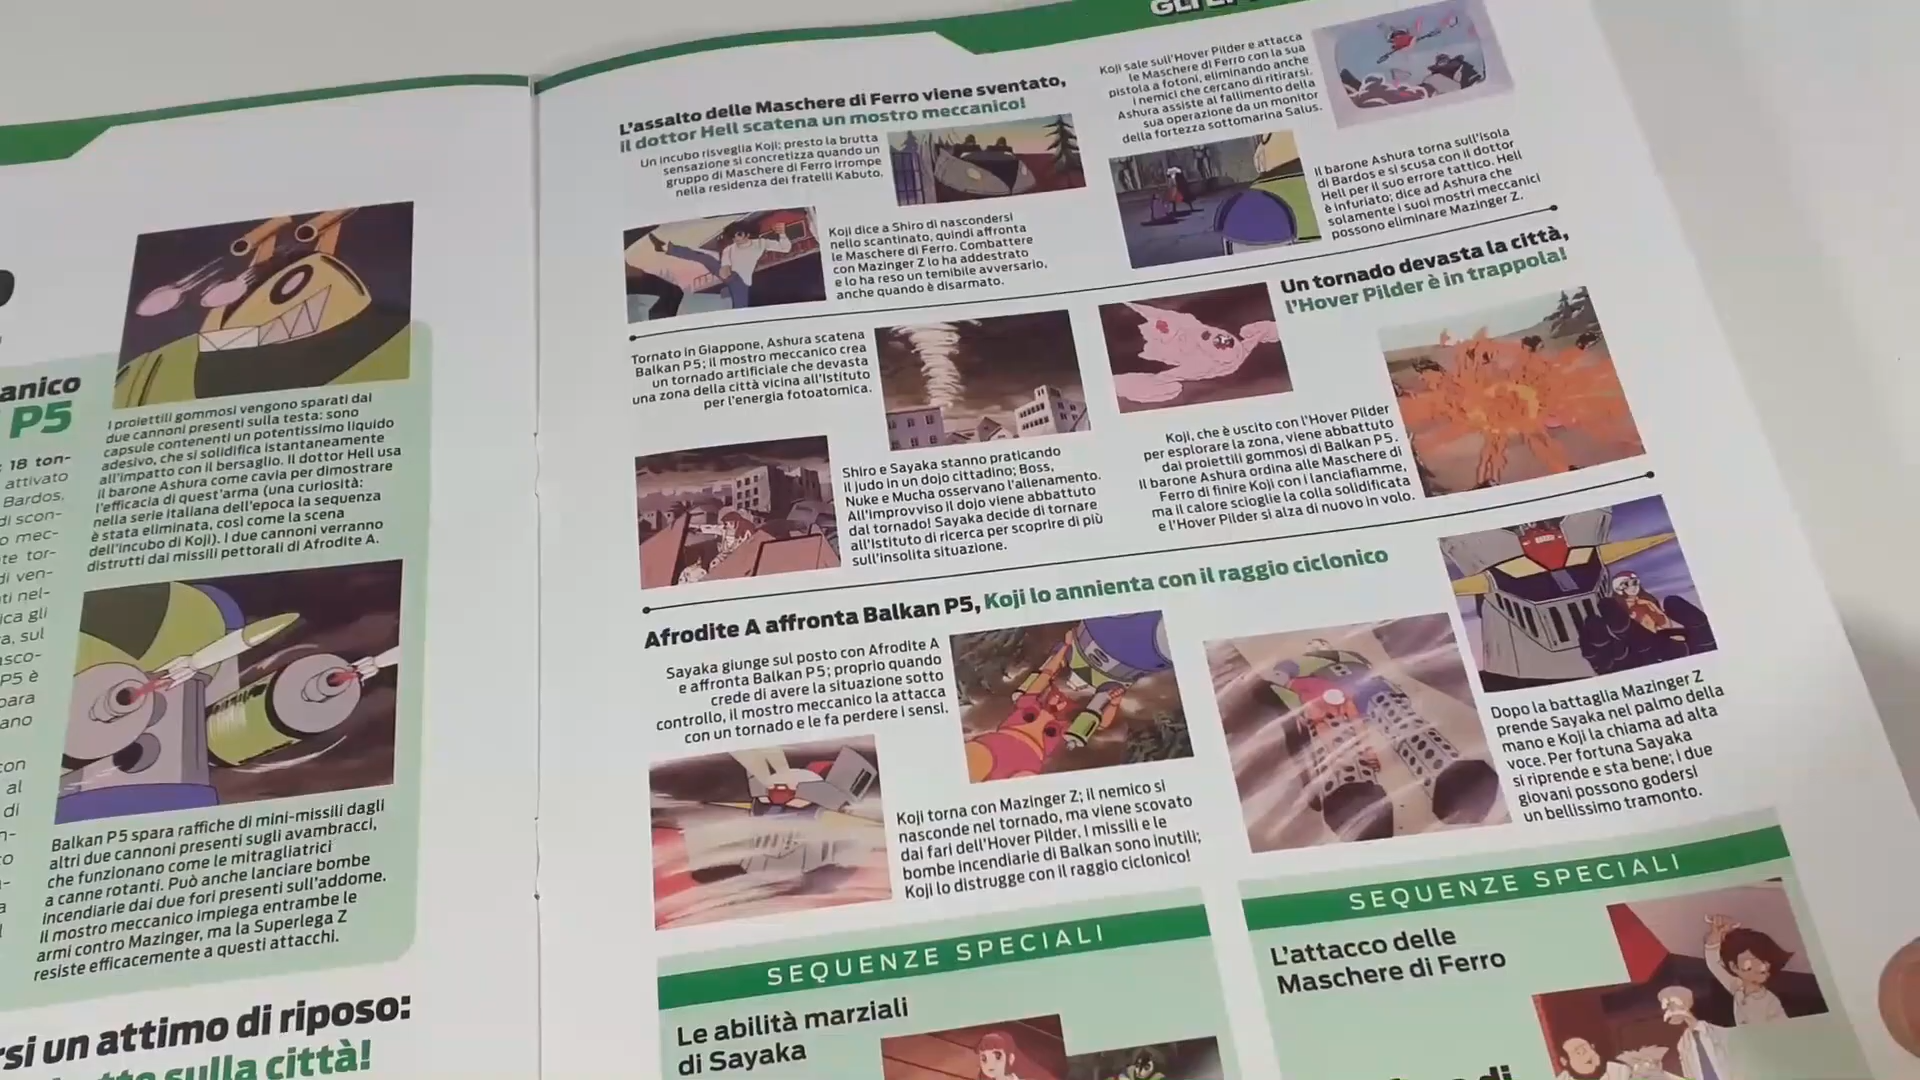 anico
P5
18 ton-
attivato
Bardos.
di scon-
o mec-
te tor-
di ven-
ti nel-
ica gli
a, sul
asco-
P5 è
para
ano
con
al
di
I proiettili gommosi vengono sparati dai
due cannoni presenti sulla testa: sono
capsule contenenti un potentissimo liquido
adesivo, che si solidifica istantaneamente
all'impatto con il bersaglio. Il dottor Hell usa
il barone Ashura come cavia per dimostrare
l'efficacia di quest'arma (una curiosità:
nella serie italiana dell'epoca la sequenza
è stata eliminata, così come la scena
dell'incubo di Koji). I due cannoni verranno
distrutti dai missili pettorali di Afrodite A.
Balkan P5 spara raffiche di mini-missili dagli
altri due cannoni presenti sugli avambracci,
che funzionano come le mitragliatrici
a canne rotanti. Può anche lanciare bombe
incendiarie dai due fori presenti sull'addome.
Il mostro meccanico impiega entrambe le
armi contro Mazinger, ma la Superlega Z
resiste efficacemente a questi attacchi.
rsi un attimo di riposo:
sulla città!
L'assalto delle Maschere di Ferro viene sventato,
il dottor Hell scatena un mostro meccanico!
Un incubo risveglia Koji; presto la brutta
sensazione si concretizza quando un
gruppo di Maschere di Ferro irrompe
nella residenza dei fratelli Kabuto.
Koji dice a Shiro di nascondersi
nello scantinato, quindi affronta
le Maschere di Ferro. Combattere
con Mazinger Z lo ha addestrato
e lo ha reso un temibile avversario,
anche quando è disarmato.
Koji sale sull'Hover Pilder e attacca
le Maschere di Ferro con la sua
pistola a fotoni, eliminando anche
i nemici che cercano di ritirarsi.
Ashura assiste al fallimento della
sua operazione da un monitor
della fortezza sottomarina Salus.
Il barone Ashura torna sull'isola
di Bardos e si scusa con il dottor
Hell per il suo errore tattico. Hell
è infuriato; dice ad Ashura che
solamente i suoi mostri meccanici
possono eliminare Mazinger Z.
Un tornado devasta la città,
l'Hover Pilder è in trappola!
Tornato in Giappone, Ashura scatena
Balkan P5; il mostro meccanico crea
un tornado artificiale che devasta
una zona della città vicina all'Istituto
per l'energia fotoatomica.
Shiro e Sayaka stanno praticando
il judo in un dojo cittadino; Boss,
Nuke e Mucha osservano l'allenamento.
All'improvviso il dojo viene abbattuto
dal tornado! Sayaka decide di tornare
all'Istituto di ricerca per scoprire di più
sull'insolita situazione.
Koji, che è uscito con l'Hover Pilder
per esplorare la zona, viene abbattuto
dai proiettili gommosi di Balkan P5.
Il barone Ashura ordina alle Maschere di
Ferro di finire Koji con i lanciafiamme,
ma il calore scioglie la colla solidificata
e l'Hover Pilder si alza di nuovo in volo.
Afrodite A affronta Balkan P5, Koji lo annienta con il raggio ciclonico
Sayaka giunge sul posto con Afrodite A
e affronta Balkan P5; proprio quando
crede di avere la situazione sotto
controllo, il mostro meccanico la attacca
con un tornado e le fa perdere i sensi.
Koji torna con Mazinger Z; il nemico si
nasconde nel tornado, ma viene scovato
dai fari dell'Hover Pilder. I missili e le
bombe incendiarie di Balkan sono inutili;
Koji lo distrugge con il raggio ciclonico!
Dopo la battaglia Mazinger Z
prende Sayaka nel palmo della
mano e Koji la chiama ad alta
voce. Per fortuna Sayaka
si riprende e sta bene; i due
giovani possono godersi
un bellissimo tramonto.
SEQUENZE SPECIALI
Le abilità marziali
di Sayaka
SEQUENZE SPECIALI
L'attacco delle
Maschere di Ferro